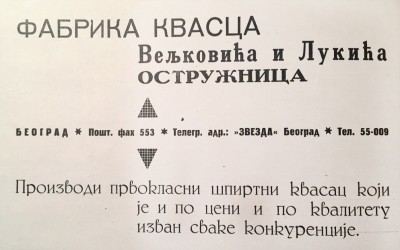 ФАБРИКА КВАСЦА
Вељковића и Лукића
ОСТРУЖНИЦА
БЕОГРАД * Пошт. фах 553 * Телегр. адр.: »ЗВЕЗДА« Београд * Тел. 55-009
Производи првокласни шпиртни квасац који
је и по цени и по квалитету
изван сваке конкуренције.